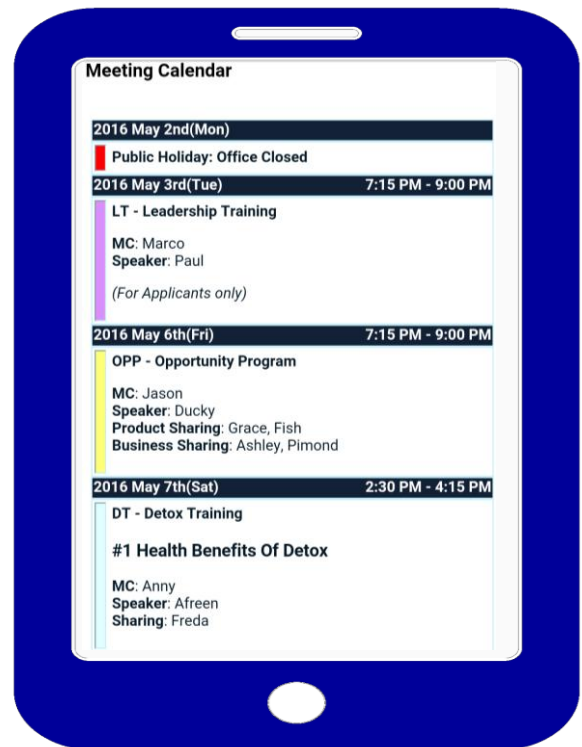 Meeting Calendar
2016 May 2nd(Mon)
Public Holiday: Office Closed
2016 May 3rd(Tue) 7:15 PM - 9:00 PM
LT - Leadership Training
MC: Marco
Speaker: Paul
(For Applicants only)
2016 May 6th(Fri) 7:15 PM - 9:00 PM
OPP - Opportunity Program
MC: Jason
Speaker: Ducky
Product Sharing: Grace, Fish
Business Sharing: Ashley, Pimond
2016 May 7th(Sat) 2:30 PM - 4:15 PM
DT - Detox Training
#1 Health Benefits Of Detox
MC: Anny
Speaker: Afreen
Sharing: Freda